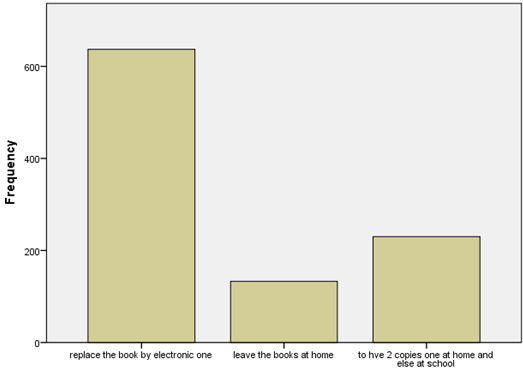 600
400
200
0
Frequency
replace the book by electronic one
leave the books at home
to hve 2 copies one at home and
else at school